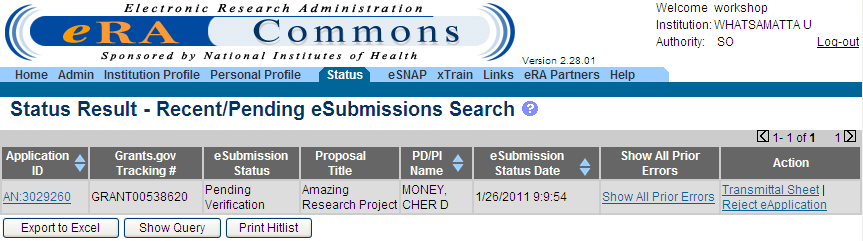 Electronic Research Administration
eRA Commons
Sponsored by National Institutes of Health
Version 2.28.01
Welcome workshop
Institution: WHATSAMATTA U
Authority: SO Log-out
Home Admin Institution Profile Personal Profile Status eSNAP xTrain Links eRA Partners Help
Status Result - Recent/Pending eSubmissions Search ?
1- 1 of 1 1
Application ID Grants.gov Tracking # eSubmission Status Proposal Title PD/PI Name eSubmission Status Date Show All Prior Errors Action
AN:3029260 GRANT00538620 Pending Verification Amazing Research Project MONEY, CHER D 1/26/2011 9:9:54 Show All Prior Errors Transmittal Sheet | Reject eApplication
Export to Excel Show Query Print Hitlist